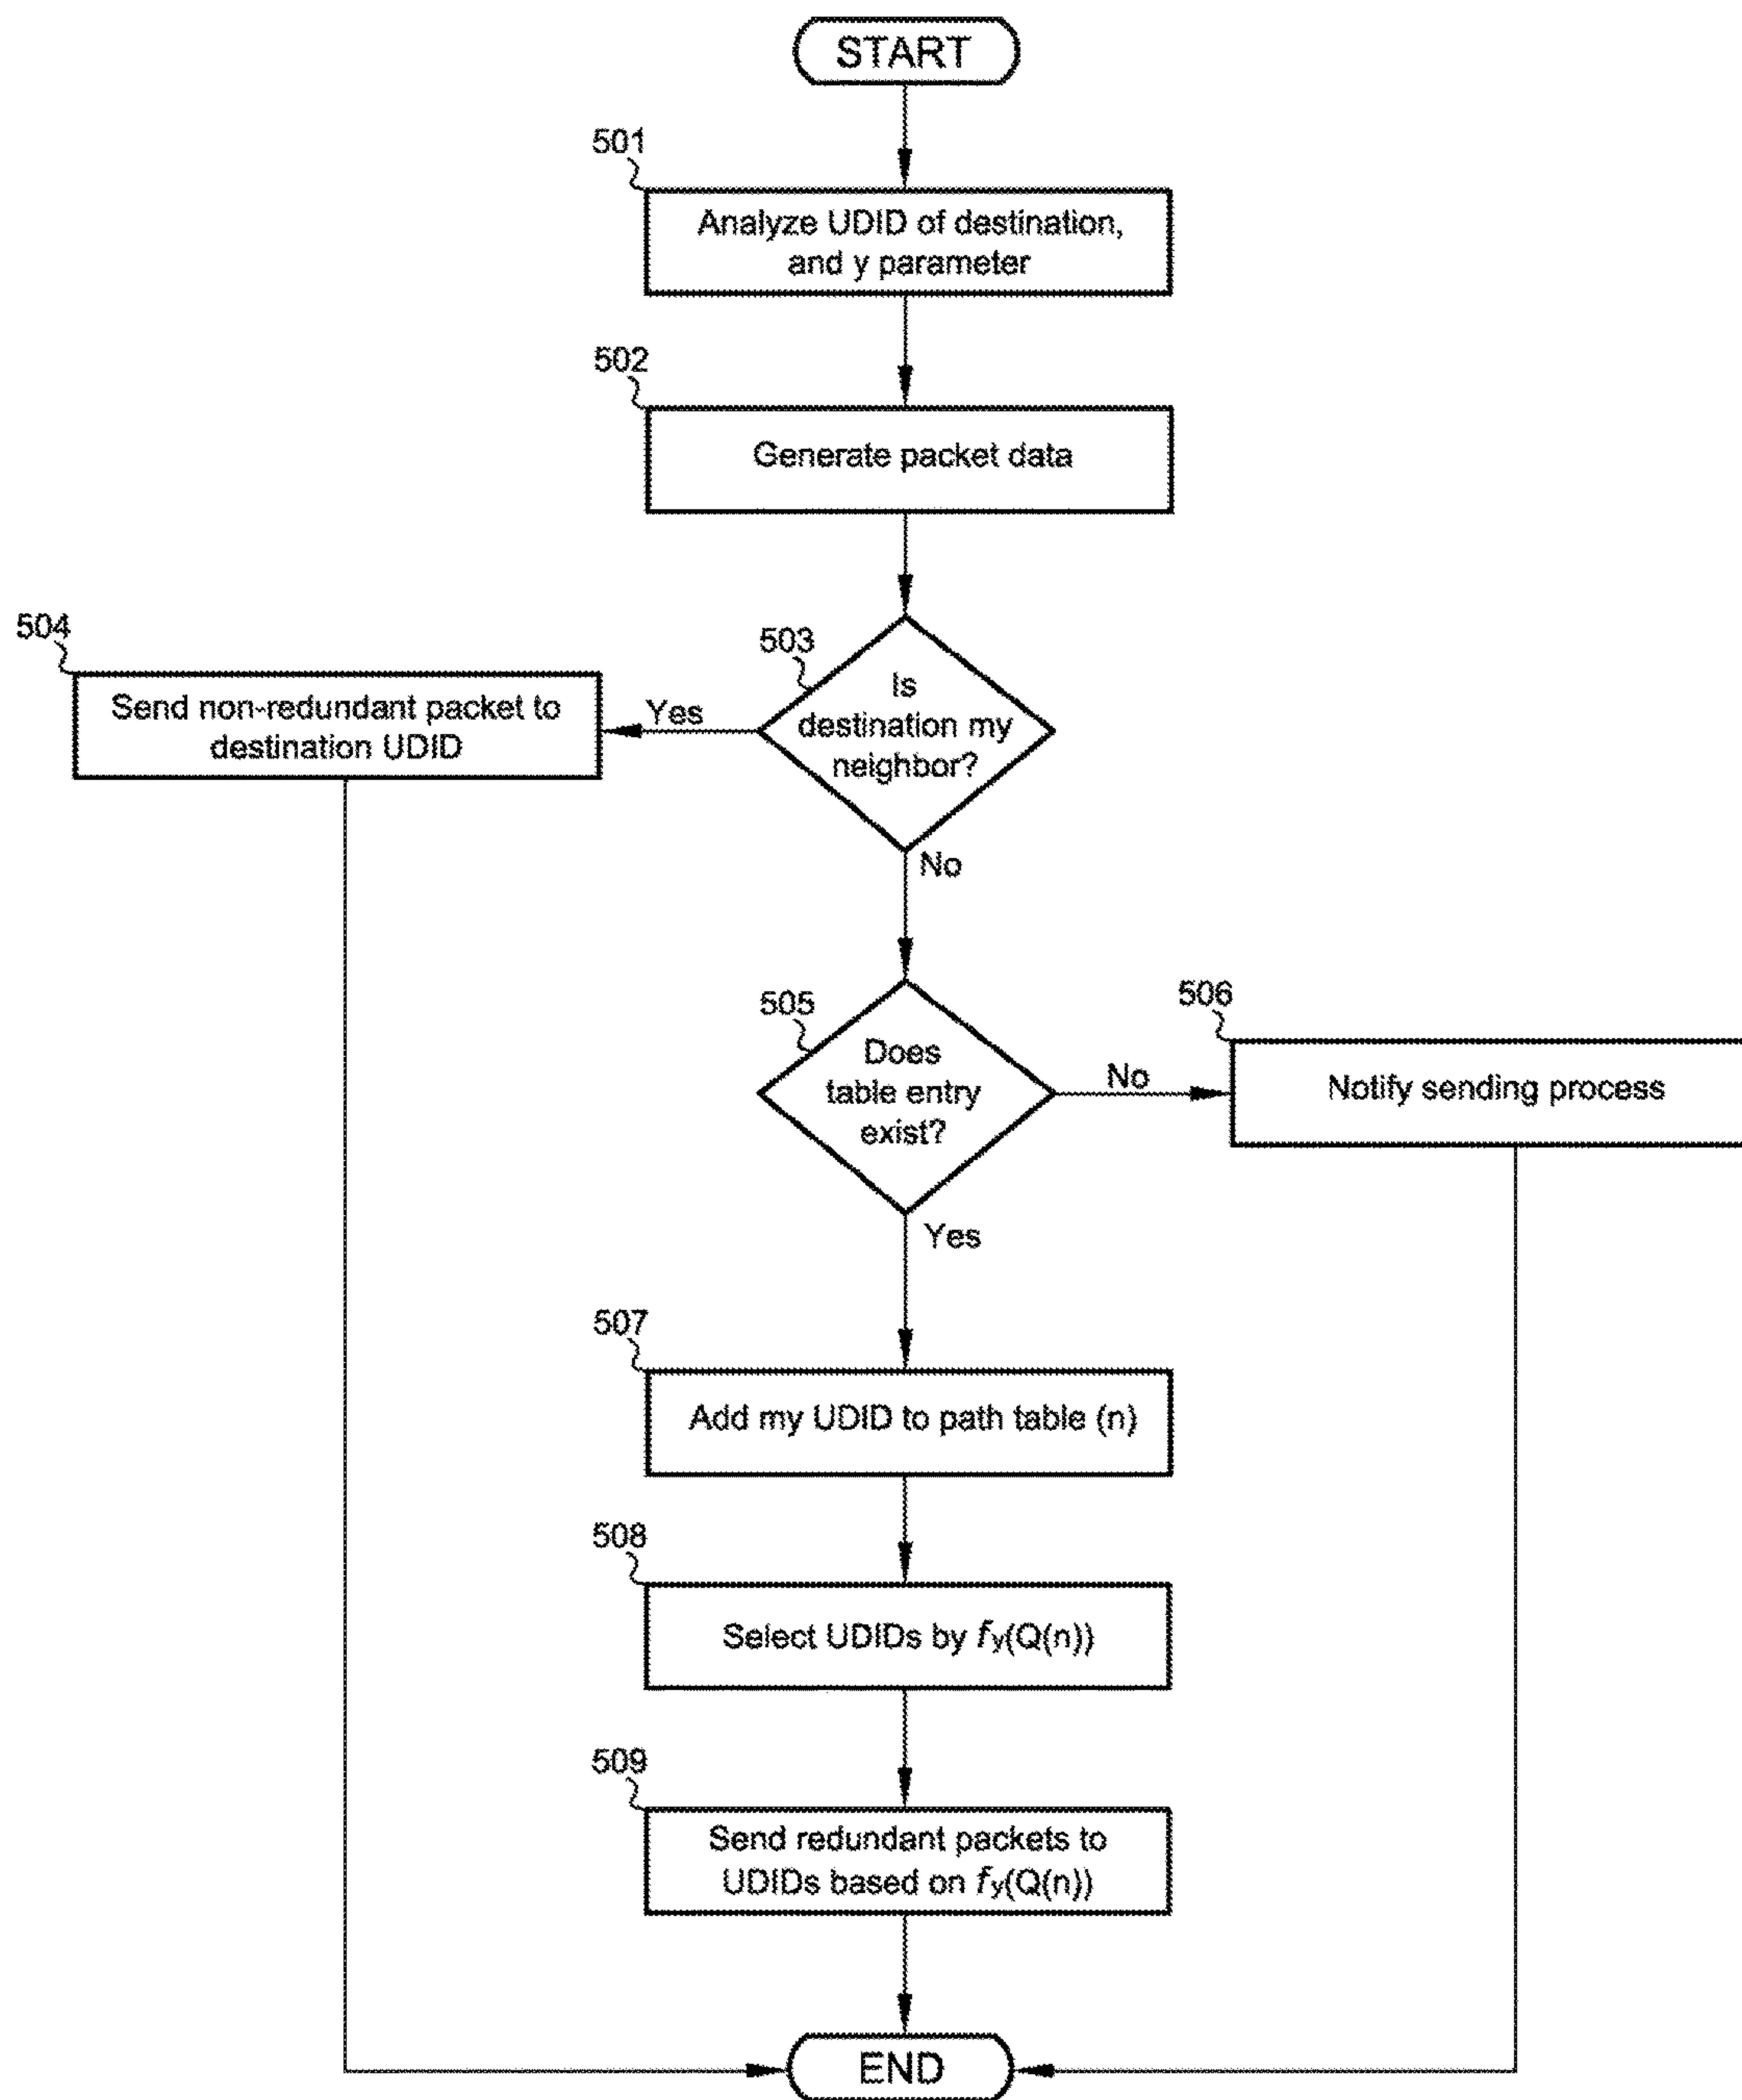 START
501
Analyze UDID of destination,
and y parameter
502
Generate packet data
503
Is
destination my
neighbor?
Yes
504
Send non-redundant packet to
destination UDID
No
505
Does
table entry
exist?
No
506
Notify sending process
Yes
507
Add my UDID to path table (n)
508
Select UDIDs by fy(Q(n))
509
Send redundant packets to
UDIDs based on fy(Q(n))
END